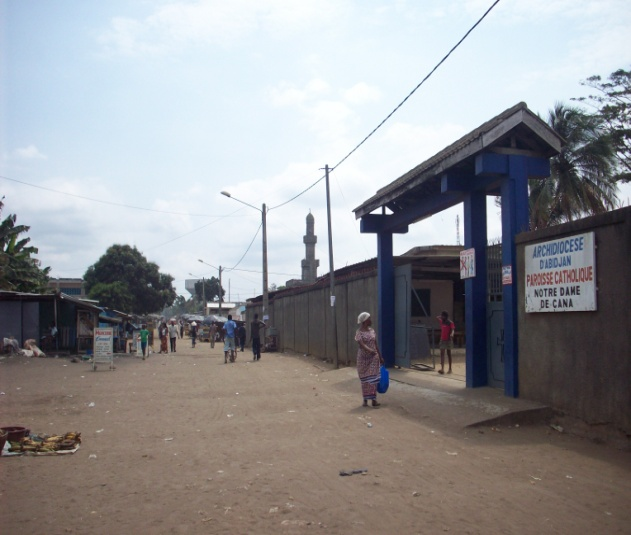 ARCHIDIOCESE
D'ABIDJAN
PAROISSE CATHOLIQUE
NOTRE DAME
DE-CANA